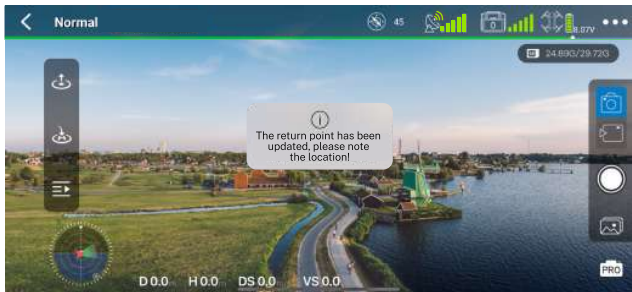 Normal
45
8.07V
24.89G/29.72G
The return point has been
updated, please note
the location!
D 0.0 H 0.0 DS 0.0 VS 0.0
PRO